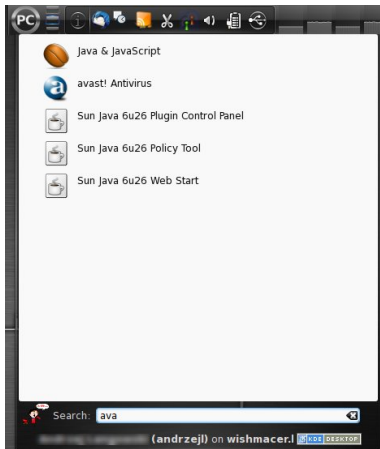 PC
Java & JavaScript
avast! Antivirus
Sun Java 6u26 Plugin Control Panel
Sun Java 6u26 Policy Tool
Sun Java 6u26 Web Start
Search: ava
(andrzejl) on wishmacer.l KDE DESKTOP